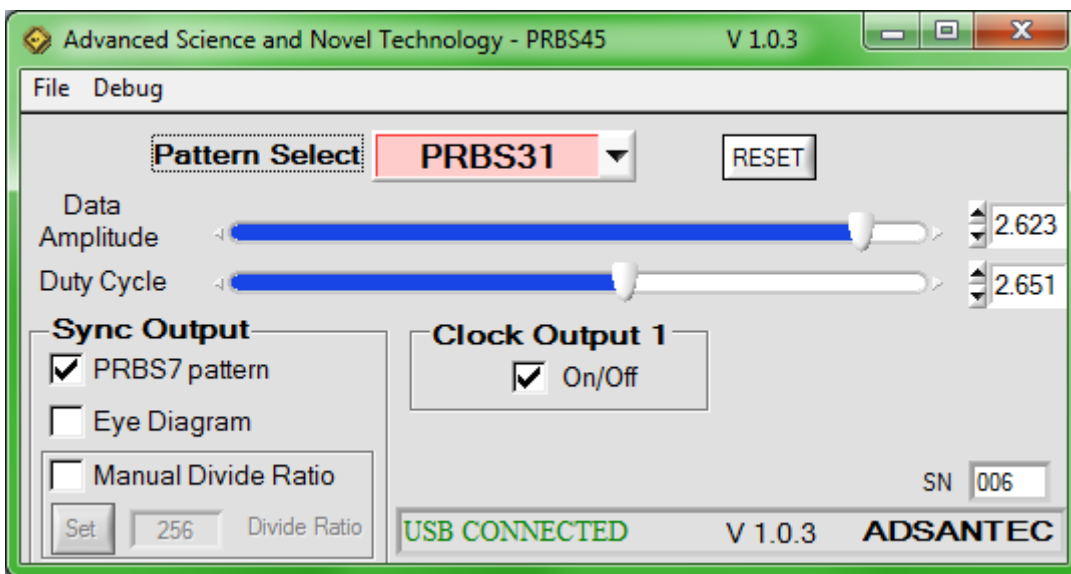 Advanced Science and Novel Technology - PRBS45 V 1.0.3
File Debug
Pattern Select PRBS31 RESET
Data
Amplitude 2.623
Duty Cycle 2.651
Sync Output
PRBS7 pattern
Eye Diagram
Manual Divide Ratio
Set 256 Divide Ratio
Clock Output 1
On/Off
SN 006
USB CONNECTED V 1.0.3 ADSANTEC